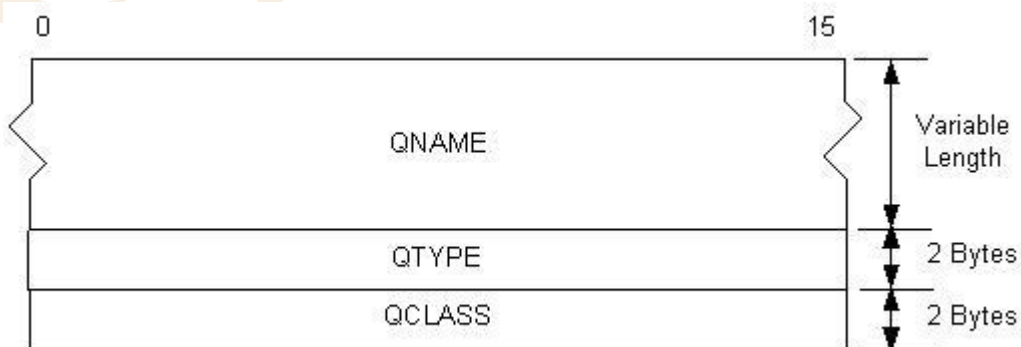 0 15
QNAME
Variable
Length
QTYPE
2 Bytes
QCLASS
2 Bytes